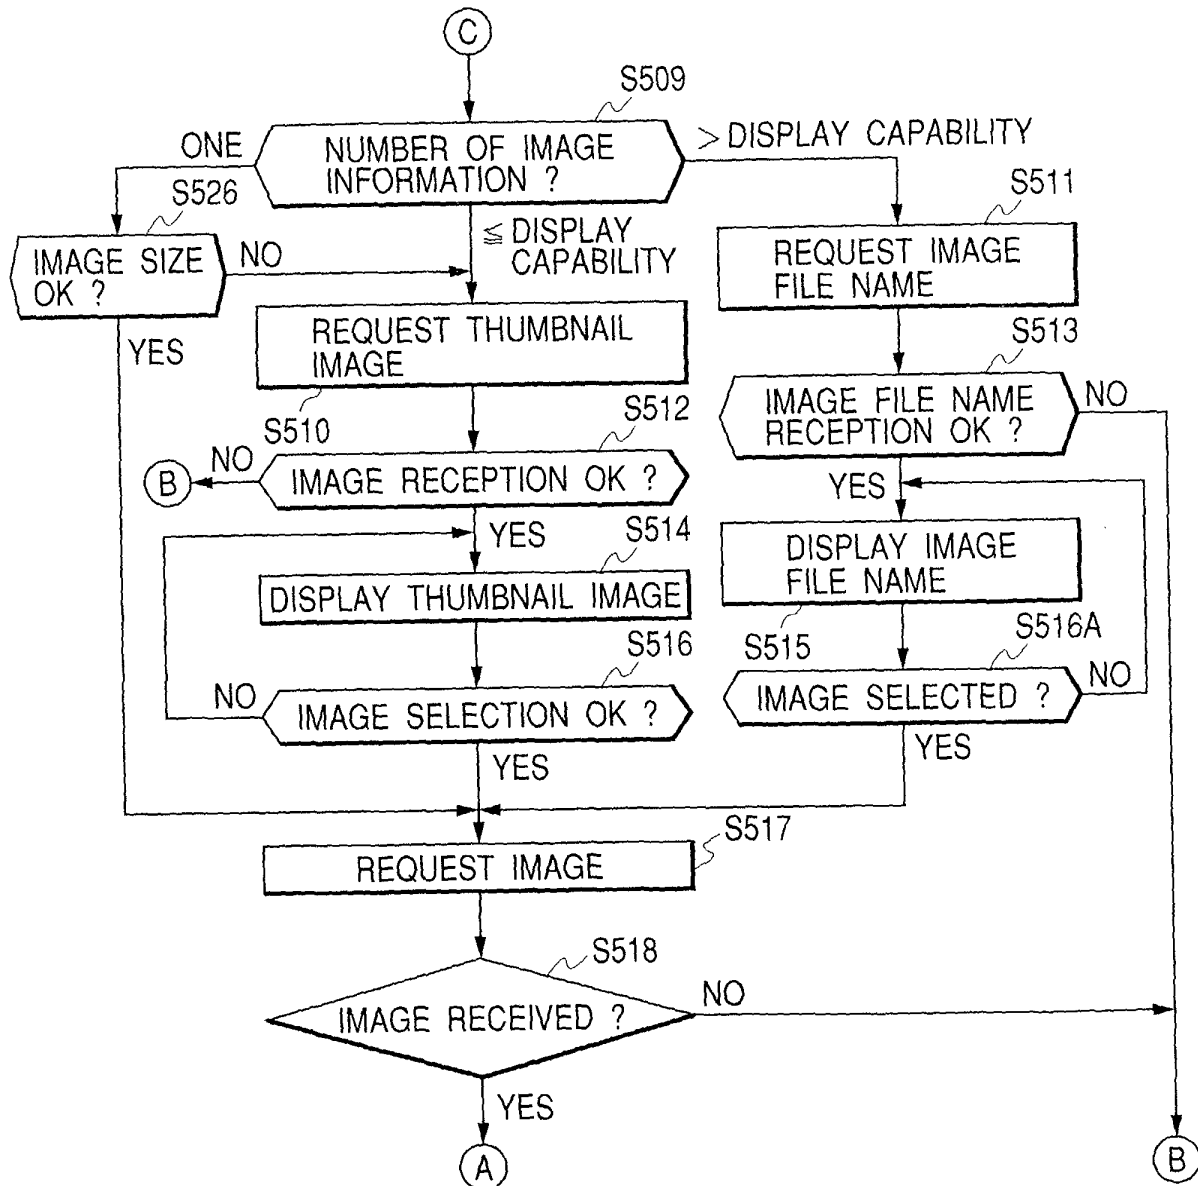 C
S509
ONE
NUMBER OF IMAGE
INFORMATION ?
> DISPLAY CAPABILITY
S526
S511
≦ DISPLAY
CAPABILITY
IMAGE SIZE
OK ?
NO
REQUEST IMAGE
FILE NAME
REQUEST THUMBNAIL
IMAGE
YES
S513
S510
S512
IMAGE FILE NAME
RECEPTION OK ?
NO
B
NO
IMAGE RECEPTION OK ?
YES
YES
S514
DISPLAY IMAGE
FILE NAME
DISPLAY THUMBNAIL IMAGE
S516
S515
S516A
NO
IMAGE SELECTION OK ?
IMAGE SELECTED ?
NO
YES
YES
S517
REQUEST IMAGE
S518
IMAGE RECEIVED ?
NO
YES
A
B